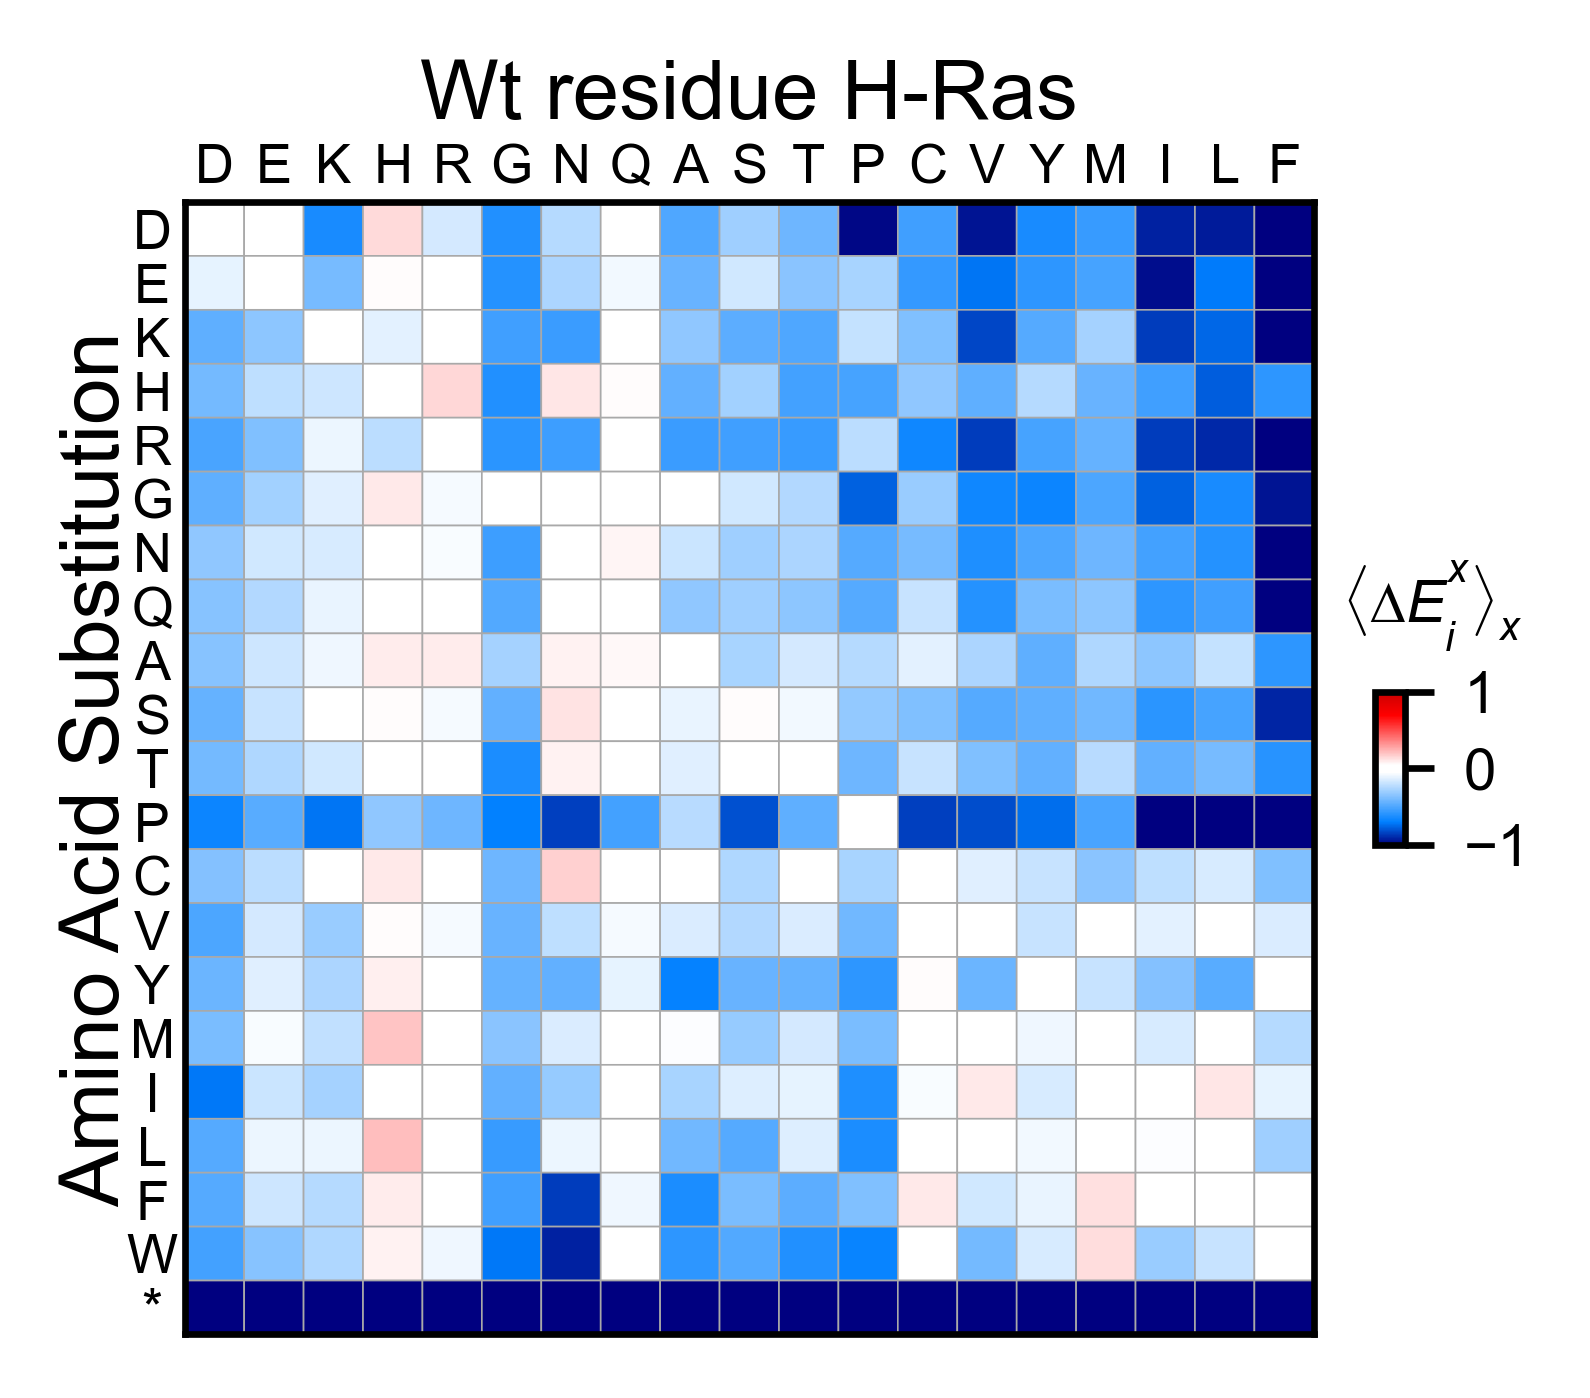 Wt residue H-Ras
D E K H R G N Q A S T P C V Y M I L F
Amino Acid Substitution
D
E
K
H
R
G
N
Q
A
S
T
P
C
V
Y
M
I
L
F
W
*
⟨ΔE_i^x⟩_x
1
0
−1